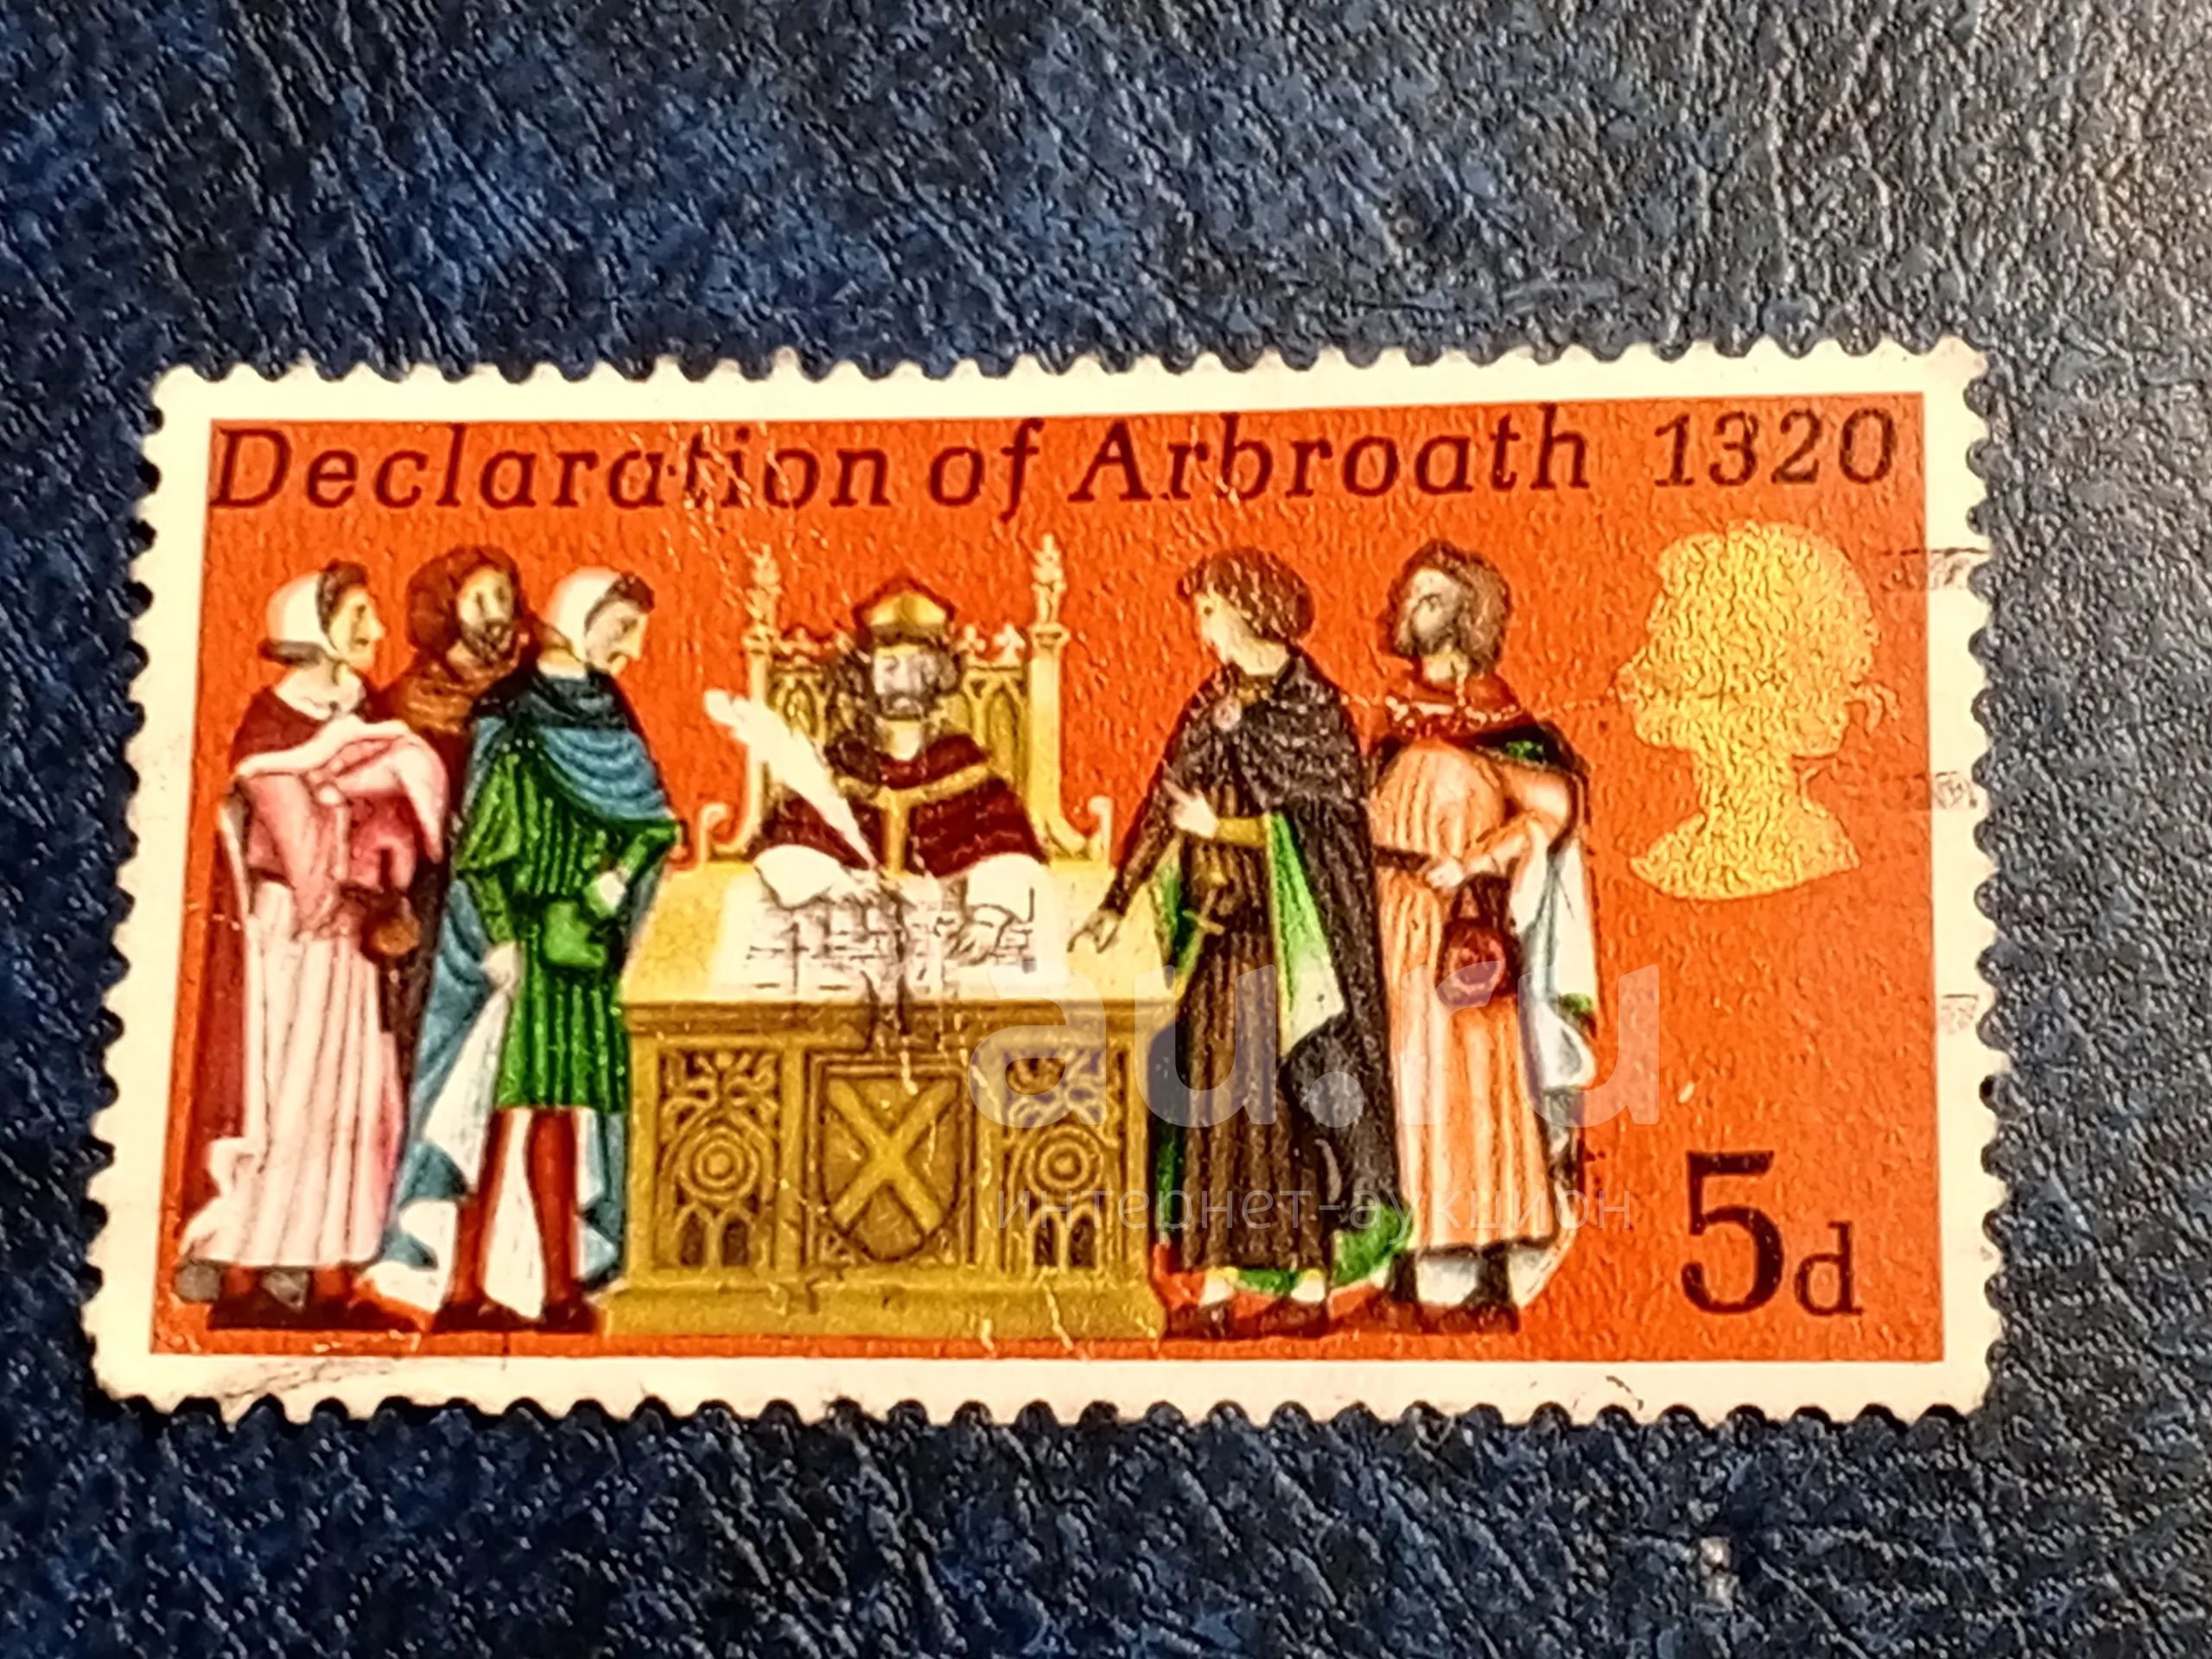 Declaration of Arbroath 1320
au.ru
интернет-аукцион
5d